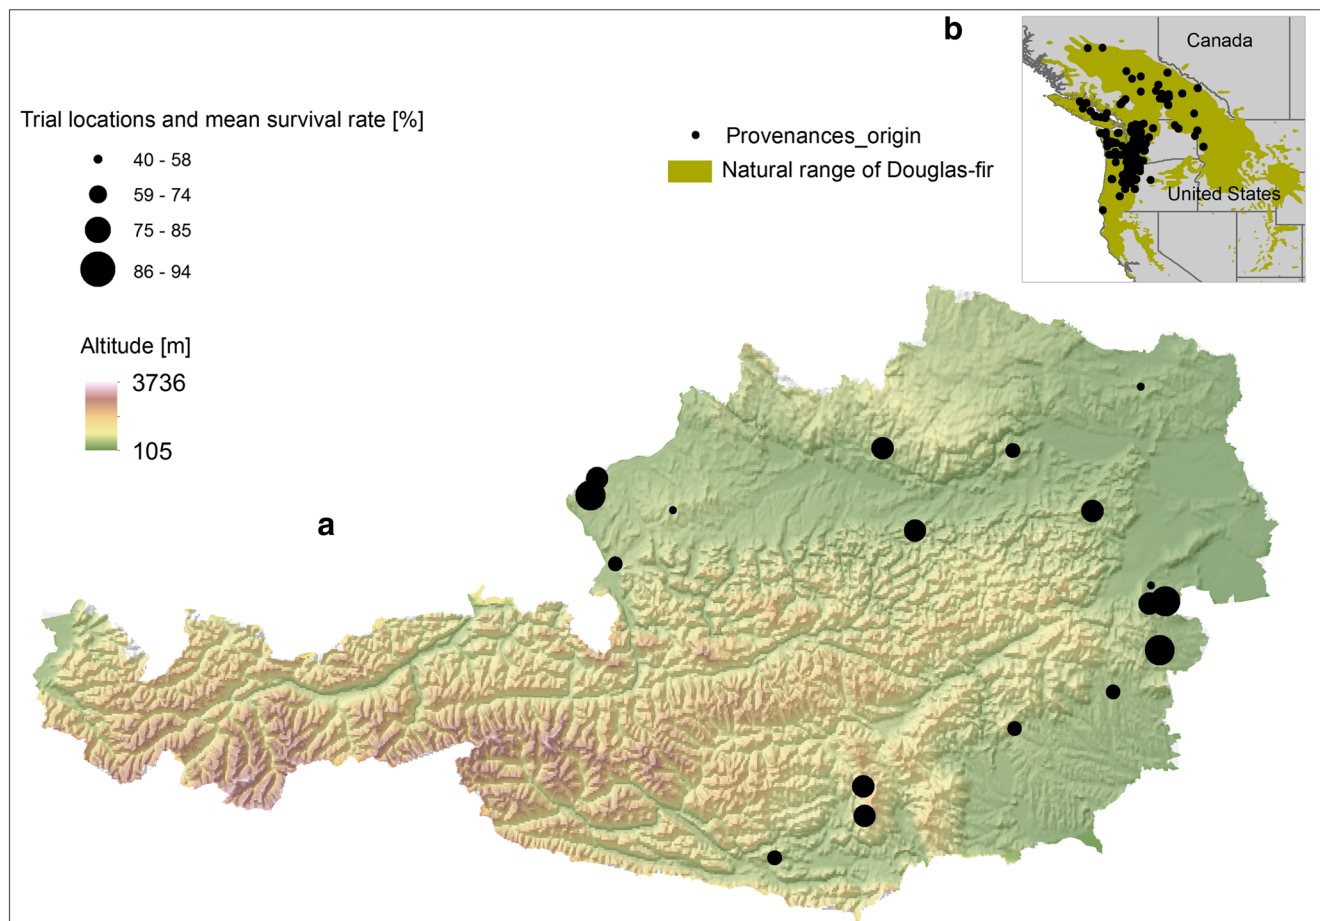 b
Canada
United States
Trial locations and mean survival rate [%]
40 - 58
59 - 74
75 - 85
86 - 94
Provenances_origin
Natural range of Douglas-fir
Altitude [m]
3736
105
a